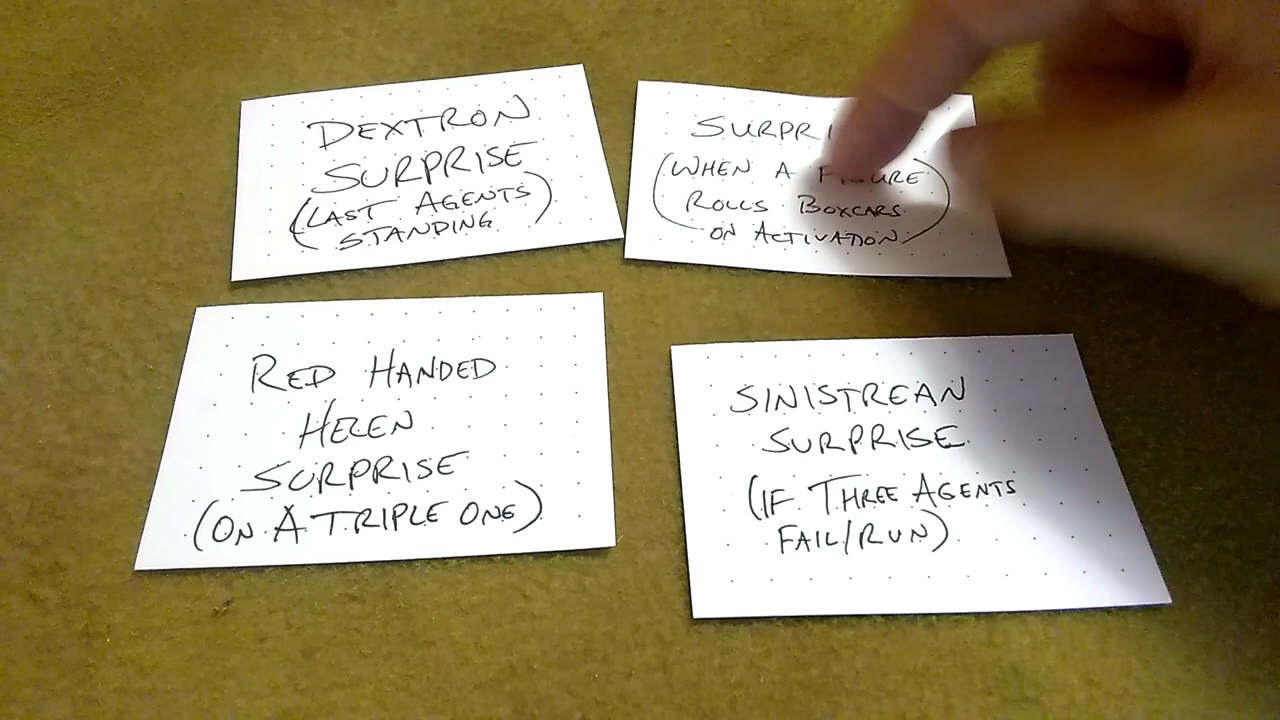 DEXTRON
SURPRISE
(LAST AGENTS
STANDING)
SURPRI
(WHEN A FIGURE
ROLLS BOXCARS
ON ACTIVATION)
RED HANDED
HELEN
SURPRISE
(ON A TRIPLE ONE)
SINISTREAN
SURPRISE
(IF THREE AGENTS
FAIL/RUN)